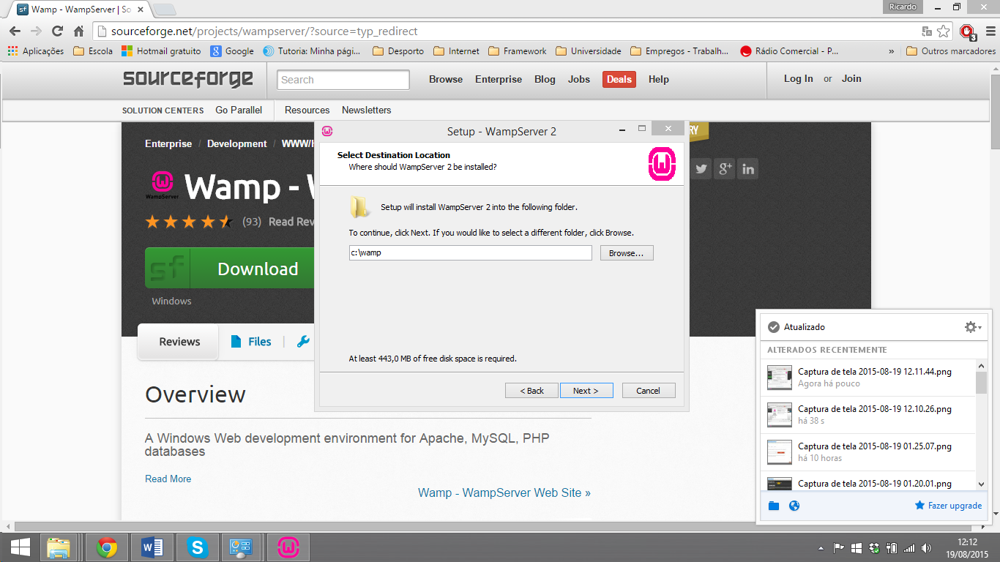 Wamp - WampServer | So
Ricardo
sourceforge.net/projects/wampserver/?source=typ_redirect
3
Aplicações
Escola
Hotmail gratuito
Google
Tutoria: Minha pági...
Desporto
Internet
Framework
Universidade
Empregos - Trabalh...
Rádio Comercial - P...
»
Outros marcadores
sourceforge
Search
Browse
Enterprise
Blog
Jobs
Deals
Help
Log In or Join
SOLUTION CENTERS
Go Parallel
Resources
Newsletters
Enterprise / Development / WWW/H
RY
WampServer
Wamp - W
(93) Read Rev
sf
Download
Windows
Reviews
Files
Overview
A Windows Web development environment for Apache, MySQL, PHP
databases
Read More
Wamp - WampServer Web Site »
Setup - WampServer 2
Select Destination Location
Where should WampServer 2 be installed?
Setup will install WampServer 2 into the following folder.
To continue, click Next. If you would like to select a different folder, click Browse.
c:\wamp
Browse...
At least 443,0 MB of free disk space is required.
< Back
Next >
Cancel
Atualizado
ALTERADOS RECENTEMENTE
Captura de tela 2015-08-19 12.11.44.png
Agora há pouco
Captura de tela 2015-08-19 12.10.26.png
há 38 s
Captura de tela 2015-08-19 01.25.07.png
há 10 horas
Captura de tela 2015-08-19 01.20.01.png
Fazer upgrade
12:12
19/08/2015